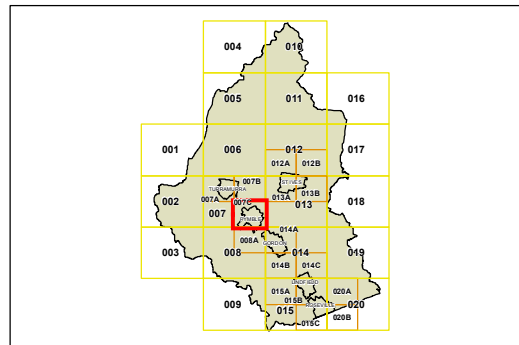 004 010
005 011 016
001 006 012 017
012A 012B
007B
TURRAMURRA ST.IVES
002 007A 007C 013A 013B 018
007 PYMBLE 013
014A
008A GORDON
003 008 014 019
014B 014C
LINDFIELD
015A 020A
009 015B ROSEVILLE 020
015 020B
015C